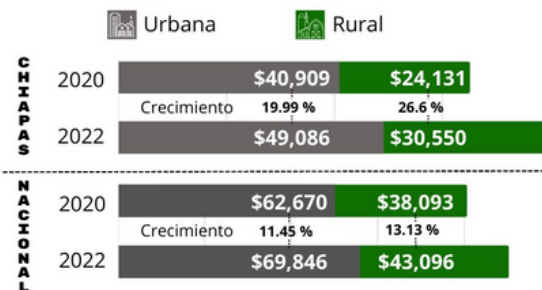 Urbana Rural
CHIAPAS
2020 $40,909 $24,131
Crecimiento 19.99 % 26.6 %
2022 $49,086 $30,550
NACIONAL
2020 $62,670 $38,093
Crecimiento 11.45 % 13.13 %
2022 $69,846 $43,096